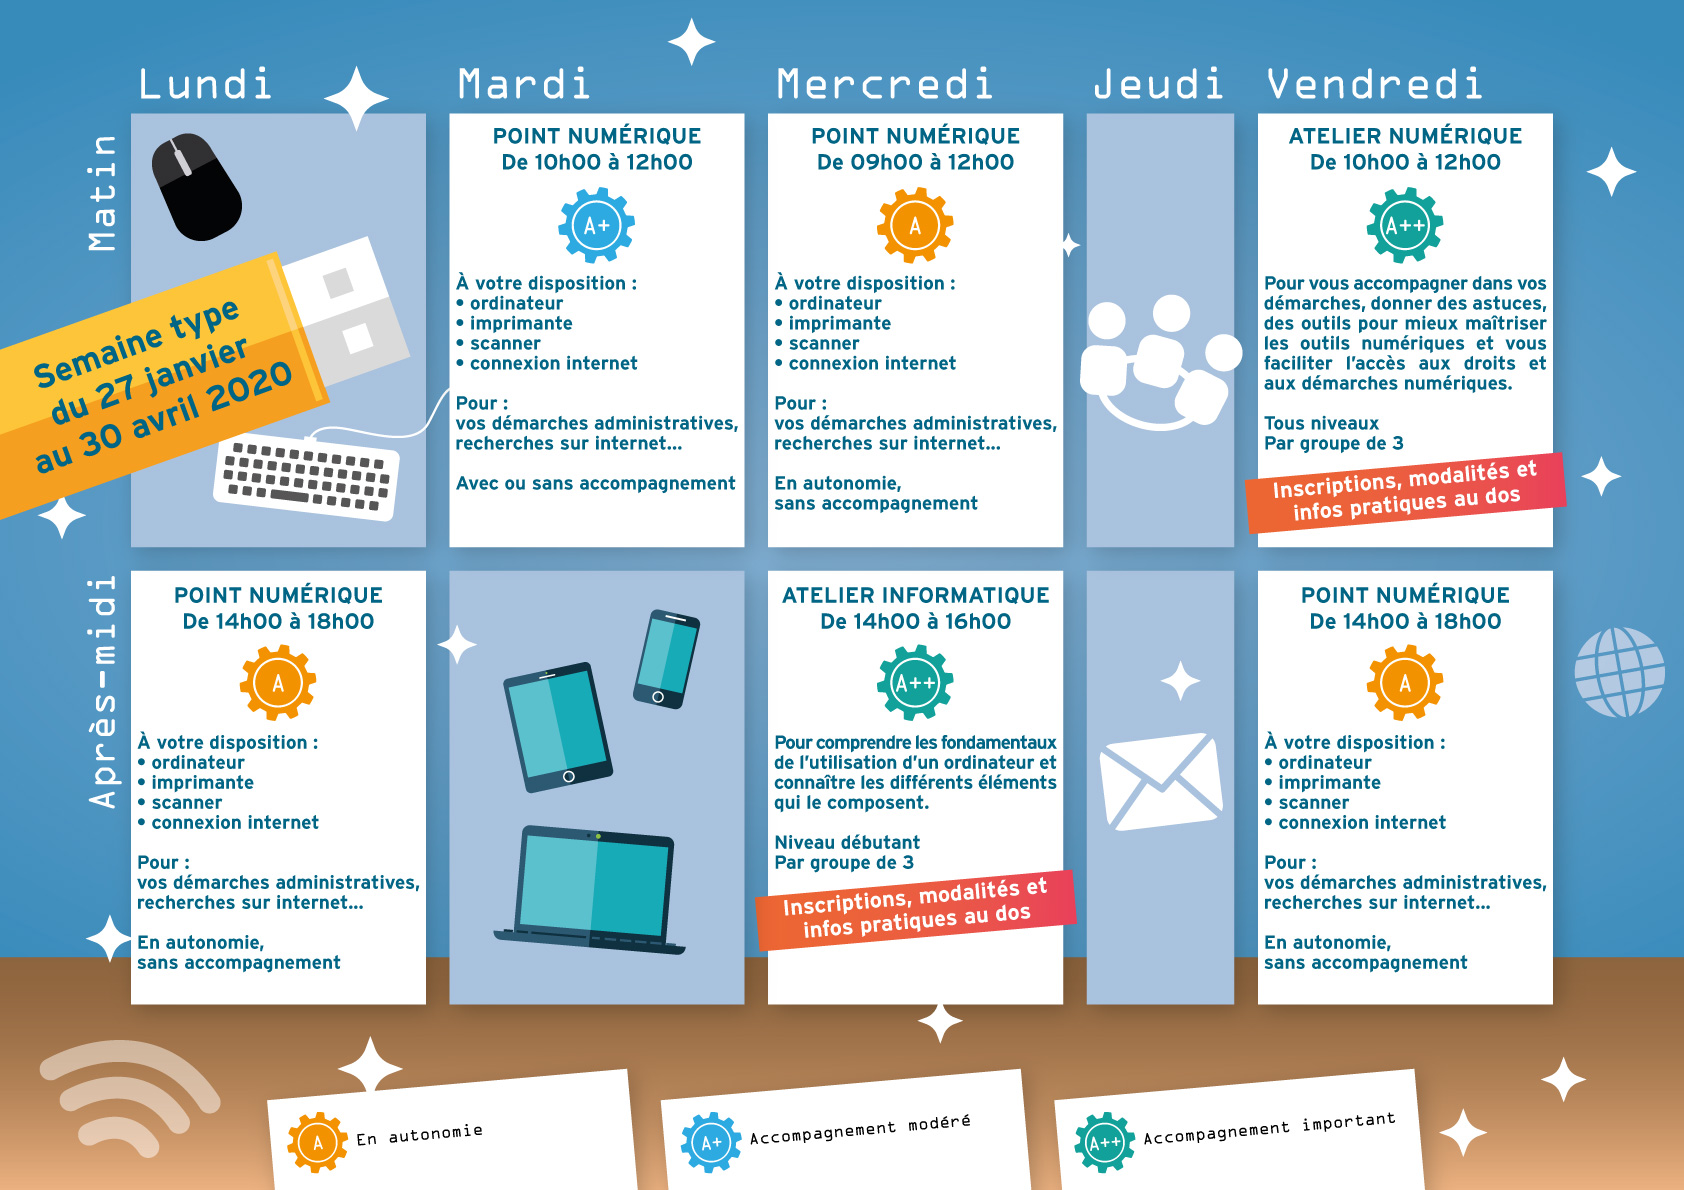 Lundi
Mardi
Mercredi
Jeudi
Vendredi
Matin
POINT NUMÉRIQUE
De 10h00 à 12h00
A+
À votre disposition :
• ordinateur
• imprimante
• scanner
• connexion internet
Pour :
vos démarches administratives,
recherches sur internet...
Avec ou sans accompagnement
POINT NUMÉRIQUE
De 09h00 à 12h00
A
À votre disposition :
• ordinateur
• imprimante
• scanner
• connexion internet
Pour :
vos démarches administratives,
recherches sur internet...
En autonomie,
sans accompagnement
ATELIER NUMÉRIQUE
De 10h00 à 12h00
A++
Pour vous accompagner dans vos
démarches, donner des astuces,
des outils pour mieux maîtriser
les outils numériques et vous
faciliter l'accès aux droits et
aux démarches numériques.
Tous niveaux
Par groupe de 3
Inscriptions, modalités et
infos pratiques au dos
Semaine type
du 27 janvier
au 30 avril 2020
Après-midi
POINT NUMÉRIQUE
De 14h00 à 18h00
A
À votre disposition :
• ordinateur
• imprimante
• scanner
• connexion internet
Pour :
vos démarches administratives,
recherches sur internet...
En autonomie,
sans accompagnement
ATELIER INFORMATIQUE
De 14h00 à 16h00
A++
Pour comprendre les fondamentaux
de l'utilisation d'un ordinateur et
connaître les différents éléments
qui le composent.
Niveau débutant
Par groupe de 3
Inscriptions, modalités et
infos pratiques au dos
POINT NUMÉRIQUE
De 14h00 à 18h00
A
À votre disposition :
• ordinateur
• imprimante
• scanner
• connexion internet
Pour :
vos démarches administratives,
recherches sur internet...
En autonomie,
sans accompagnement
A En autonomie
A+ Accompagnement modéré
A++ Accompagnement important